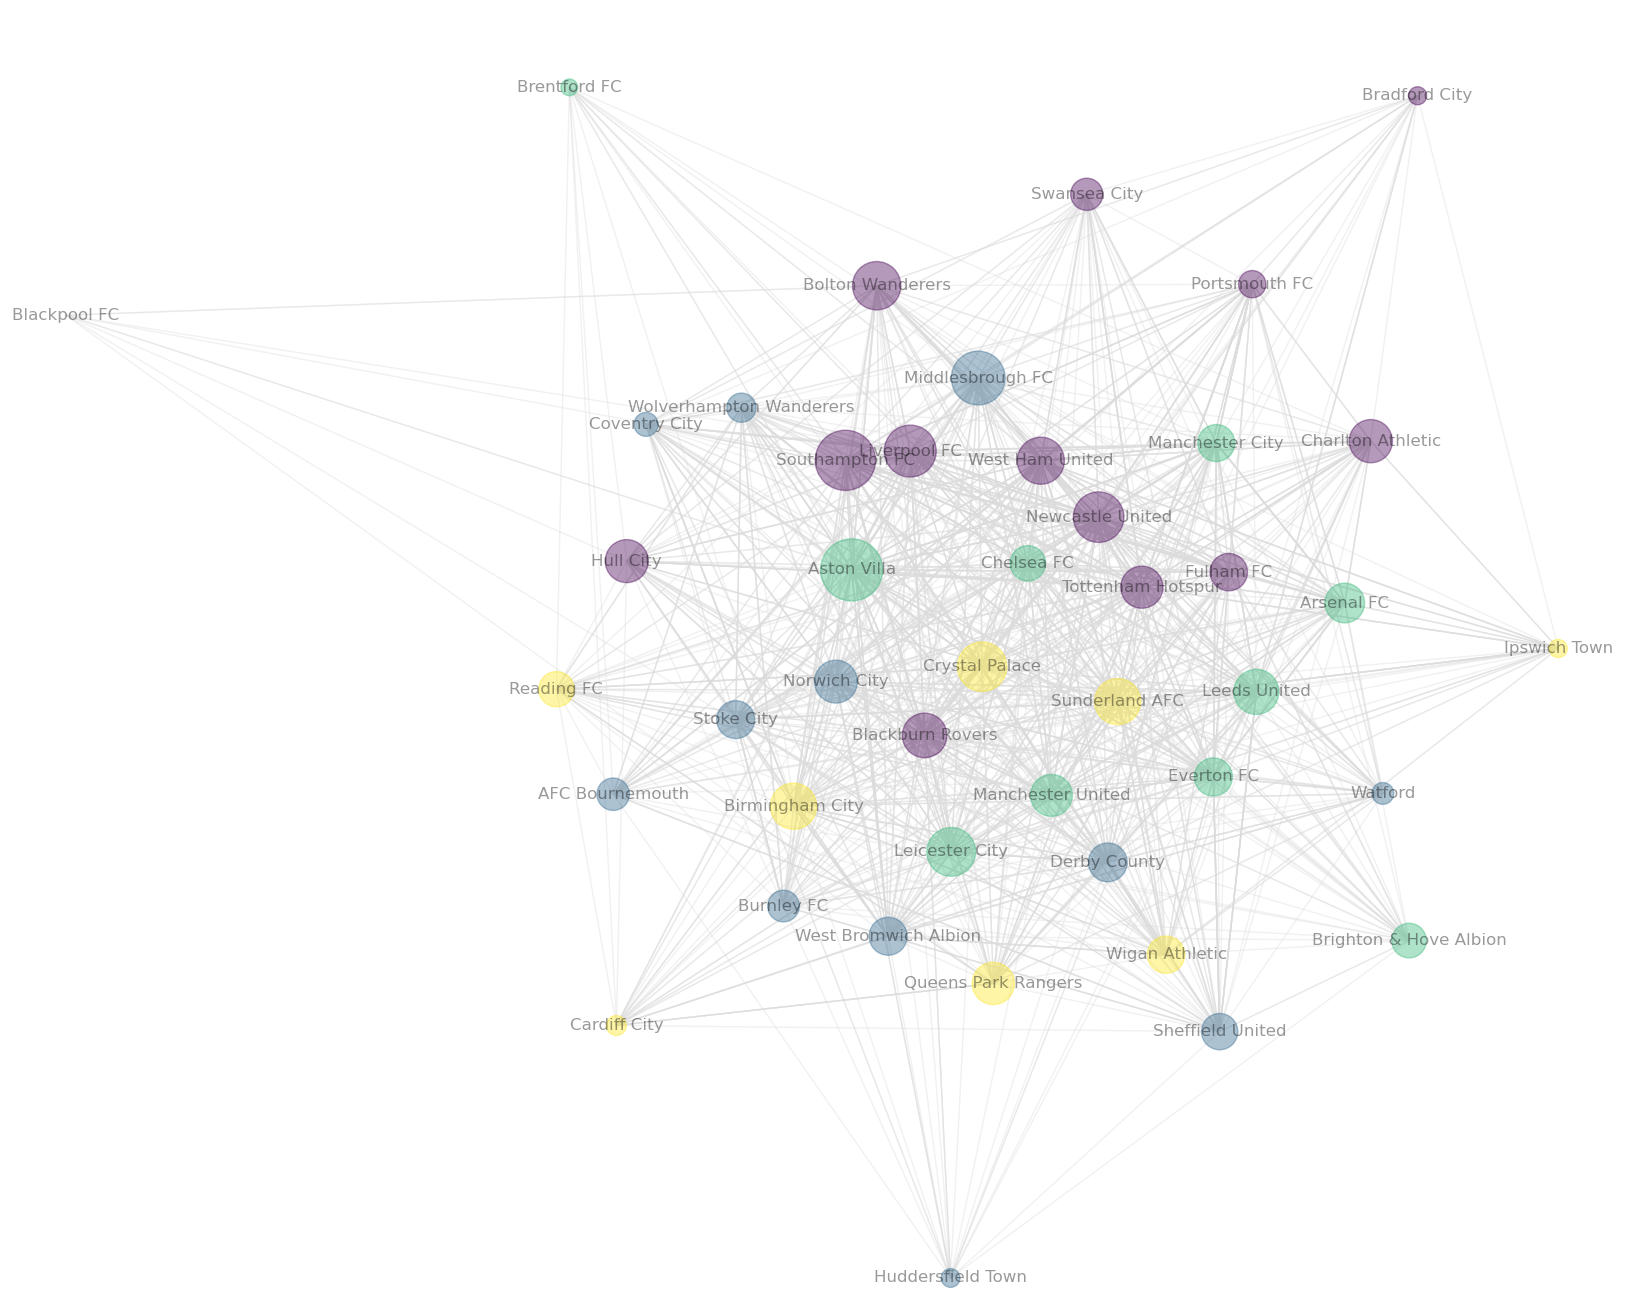 Brentford FC
Bradford City
Swansea City
Bolton Wanderers
Portsmouth FC
Blackpool FC
Middlesbrough FC
Wolverhampton Wanderers
Coventry City
Manchester City
Charlton Athletic
Liverpool FC
Southampton FC
West Ham United
Newcastle United
Hull City
Aston Villa
Chelsea FC
Fulham FC
Tottenham Hotspur
Arsenal FC
Ipswich Town
Crystal Palace
Norwich City
Reading FC
Leeds United
Sunderland AFC
Stoke City
Blackburn Rovers
Everton FC
AFC Bournemouth
Manchester United
Watford
Birmingham City
Leicester City
Derby County
Burnley FC
West Bromwich Albion
Brighton & Hove Albion
Wigan Athletic
Queens Park Rangers
Cardiff City
Sheffield United
Huddersfield Town